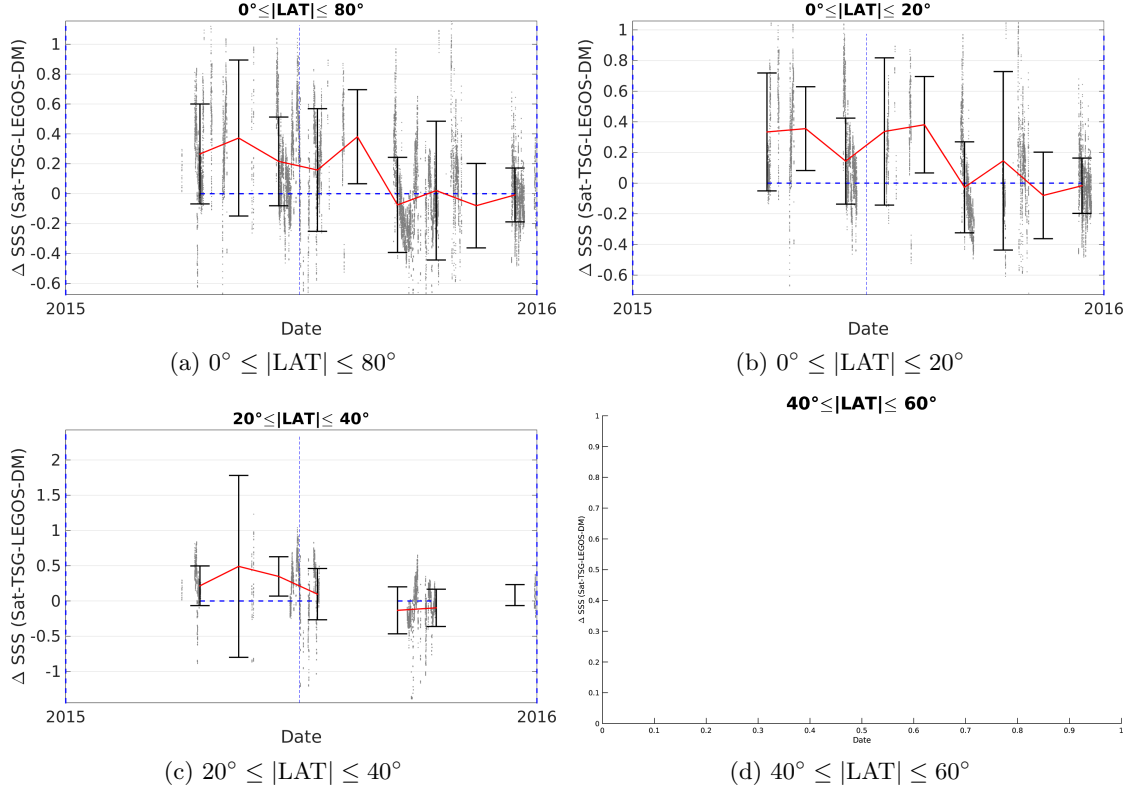 0°≤|LAT|≤ 80°
Δ SSS (Sat-TSG-LEGOS-DM)
1
0.8
0.6
0.4
0.2
0
-0.2
-0.4
-0.6
2015
2016
Date
(a) 0° ≤ |LAT| ≤ 80°
0°≤|LAT|≤ 20°
Δ SSS (Sat-TSG-LEGOS-DM)
1
0.8
0.6
0.4
0.2
0
-0.2
-0.4
-0.6
2015
2016
Date
(b) 0° ≤ |LAT| ≤ 20°
20°≤|LAT|≤ 40°
Δ SSS (Sat-TSG-LEGOS-DM)
2
1.5
1
0.5
0
-0.5
-1
2015
2016
Date
(c) 20° ≤ |LAT| ≤ 40°
40°≤|LAT|≤ 60°
Δ SSS (Sat-TSG-LEGOS-DM)
1
0.9
0.8
0.7
0.6
0.5
0.4
0.3
0.2
0.1
0
0 0.1 0.2 0.3 0.4 0.5 0.6 0.7 0.8 0.9 1
Date
(d) 40° ≤ |LAT| ≤ 60°